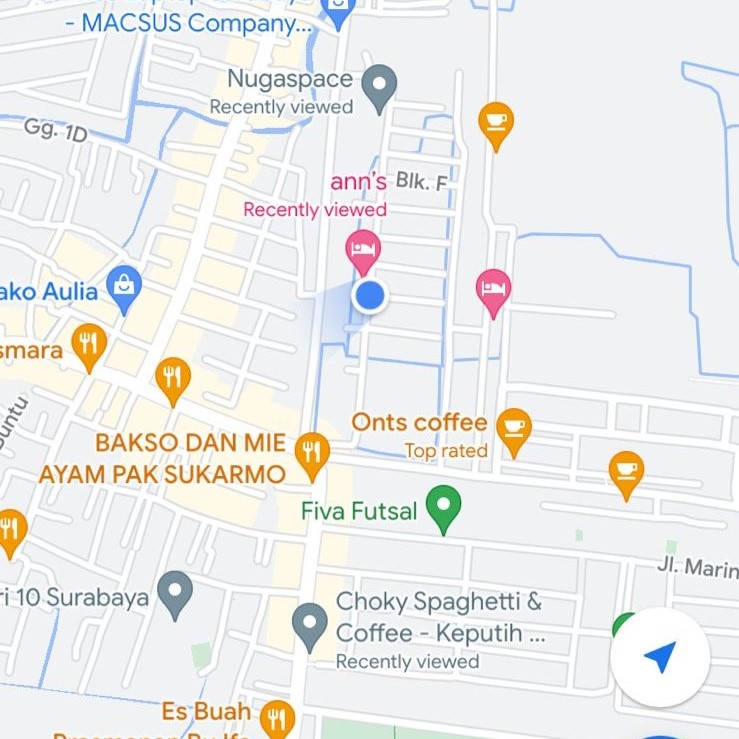 - MACSUS Company...
Nugaspace
Recently viewed
Gg. 1D
ann's
Recently viewed
Blk. F
ako Aulia
smara
Onts coffee
Top rated
BAKSO DAN MIE
AYAM PAK SUKARMO
Fiva Futsal
Jl. Marin
ri 10 Surabaya
Choky Spaghetti &
Coffee - Keputih ...
Recently viewed
Es Buah